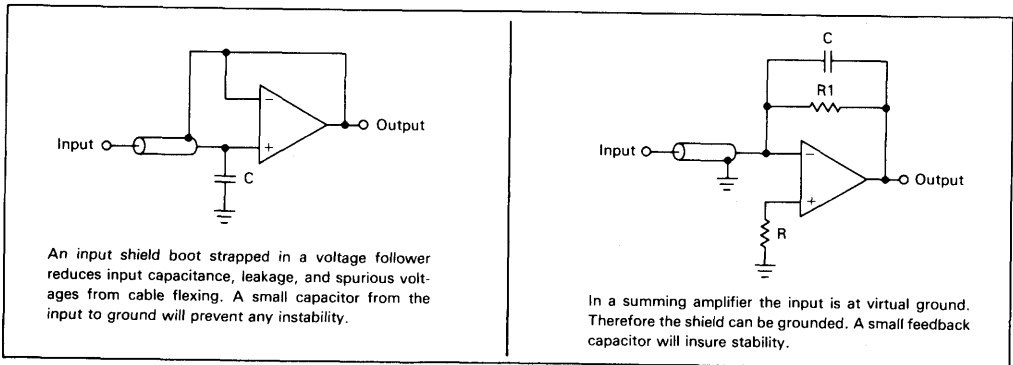 Input
−
+
Output
C
An input shield boot strapped in a voltage follower
reduces input capacitance, leakage, and spurious volt-
ages from cable flexing. A small capacitor from the
input to ground will prevent any instability.
C
R1
Input
−
+
Output
R
In a summing amplifier the input is at virtual ground.
Therefore the shield can be grounded. A small feedback
capacitor will insure stability.